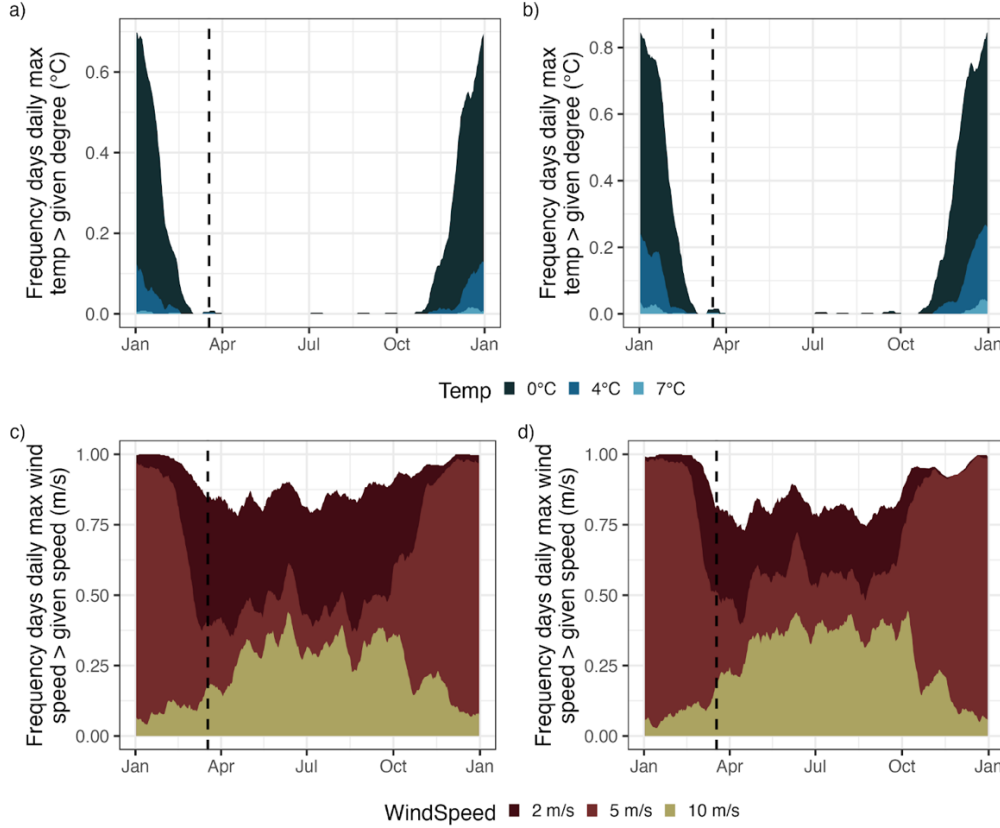 a)
Frequency days daily max
temp > given degree (°C)
0.6
0.4
0.2
0.0
Jan Apr Jul Oct Jan
b)
Frequency days daily max
temp > given degree (°C)
0.8
0.6
0.4
0.2
0.0
Jan Apr Jul Oct Jan
Temp 0°C 4°C 7°C
c)
Frequency days daily max wind
speed > given speed (m/s)
1.00
0.75
0.50
0.25
0.00
Jan Apr Jul Oct Jan
d)
Frequency days daily max wind
speed > given speed (m/s)
1.00
0.75
0.50
0.25
0.00
Jan Apr Jul Oct Jan
WindSpeed 2 m/s 5 m/s 10 m/s